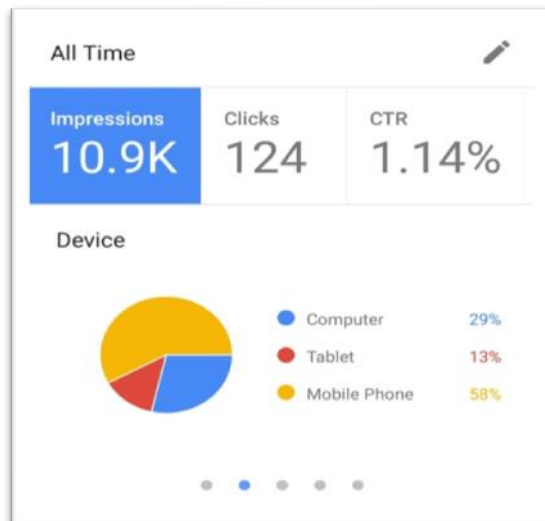 All Time
Impressions Clicks CTR
10.9K 124 1.14%
Device
Computer 29%
Tablet 13%
Mobile Phone 58%